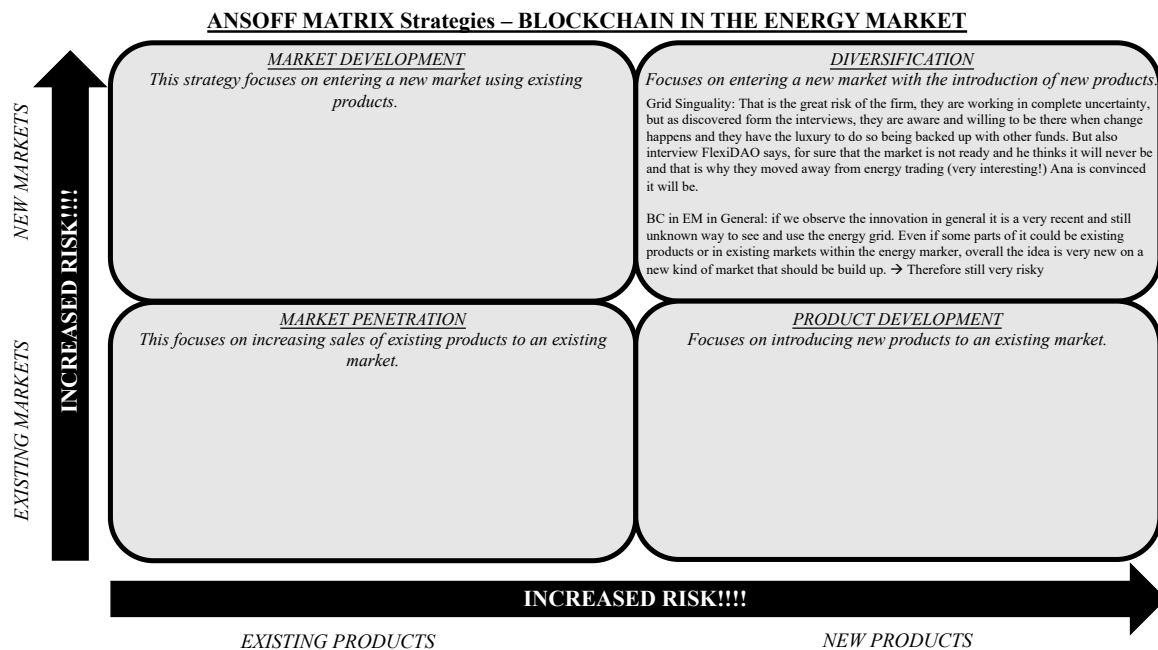 ANSOFF MATRIX Strategies – BLOCKCHAIN IN THE ENERGY MARKET
NEW MARKETS
EXISTING MARKETS
INCREASED RISK!!!!
MARKET DEVELOPMENT
This strategy focuses on entering a new market using existing
products.
DIVERSIFICATION
Focuses on entering a new market with the introduction of new products.
Grid Singuality: That is the great risk of the firm, they are working in complete uncertainty,
but as discovered form the interviews, they are aware and willing to be there when change
happens and they have the luxury to do so being backed up with other funds. But also
interview FlexiDAO says, for sure that the market is not ready and he thinks it will never be
and that is why they moved away from energy trading (very interesting!) Ana is convinced
it will be.
BC in EM in General: if we observe the innovation in general it is a very recent and still
unknown way to see and use the energy grid. Even if some parts of it could be existing
products or in existing markets within the energy marker, overall the idea is very new on a
new kind of market that should be build up. → Therefore still very risky
MARKET PENETRATION
This focuses on increasing sales of existing products to an existing
market.
PRODUCT DEVELOPMENT
Focuses on introducing new products to an existing market.
INCREASED RISK!!!!
EXISTING PRODUCTS
NEW PRODUCTS